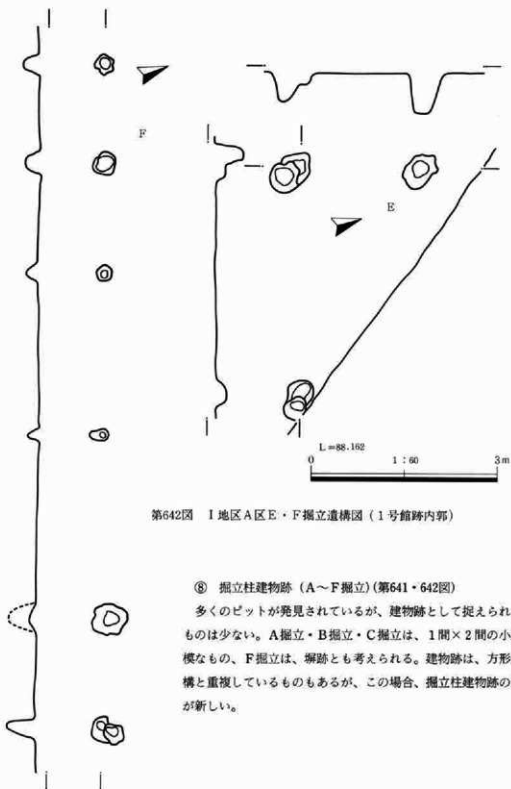 F
E
L=88.162
0 1:60 3m
第642図 I地区A区E・F掘立遺構図(1号館跡内郭)
⑧ 掘立柱建物跡(A〜F掘立)(第641・642図)
多くのピットが発見されているが、建物跡として捉えられ
ものは少ない。A掘立・B掘立・C掘立は、1間×2間の小
模なもの、F掘立は、塀跡とも考えられる。建物跡は、方形
構と重複しているものもあるが、この場合、掘立柱建物跡の
が新しい。